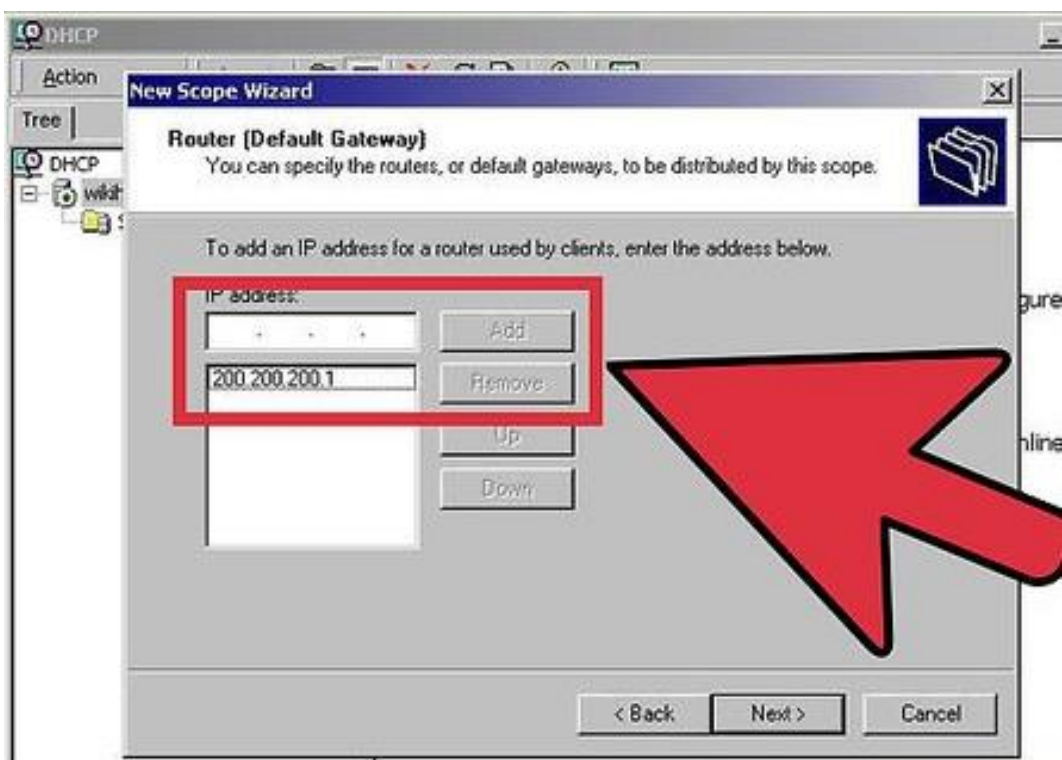 DHCP
Action
Tree
DHCP
New Scope Wizard
Router (Default Gateway)
You can specify the routers, or default gateways, to be distributed by this scope.
To add an IP address for a router used by clients, enter the address below.
IP address:
. . .
Add
200.200.200.1
Remove
Up
Down
< Back
Next >
Cancel